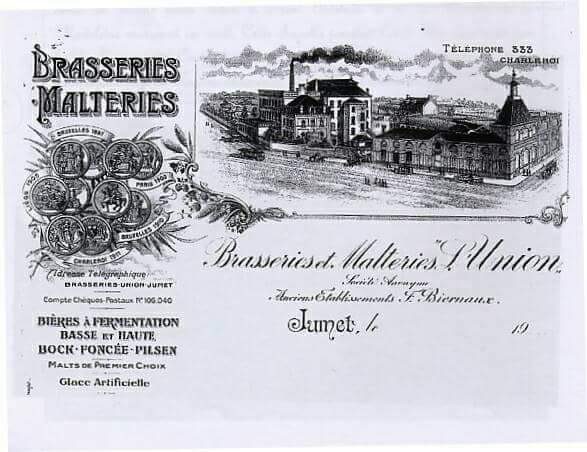 BRASSERIES
MALTERIES
TÉLÉPHONE 333
CHARLEROI
BRUXELLES 1897
PARIS 1900
BRUXELLES 1910
CHARLEROI 1911
Adresse Télégraphique
BRASSERIES-UNION-JUMET
Compte Chèques-Postaux N° 106.040
BIÈRES À FERMENTATION
BASSE ET HAUTE,
BOCK-FONCÉE-PILSEN
MALTS DE PREMIER CHOIX
Glace Artificielle
Brasseries et Malteries "L'Union"
Société Anonyme
Anciens Etablissements F. Biernaux.
Jumet, le 19